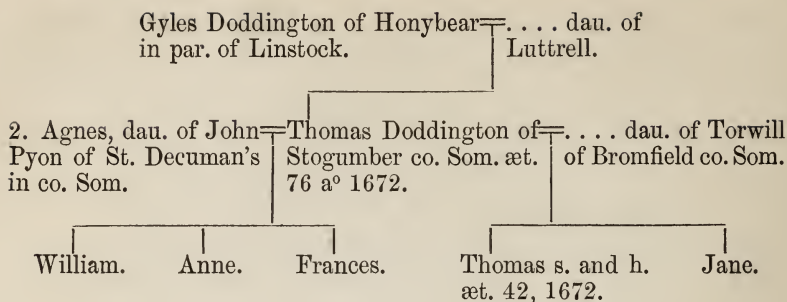 Gyles Doddington of Honybear=. . . . dau. of
in par. of Linstock. Luttrell.
2. Agnes, dau. of John=Thomas Doddington of=. . . . dau. of Torwill
Pyon of St. Decuman's Stogumber co. Som. æt. of Bromfield co. Som.
in co. Som. 76 aº 1672.
William. Anne. Frances. Thomas s. and h. Jane.
æt. 42, 1672.